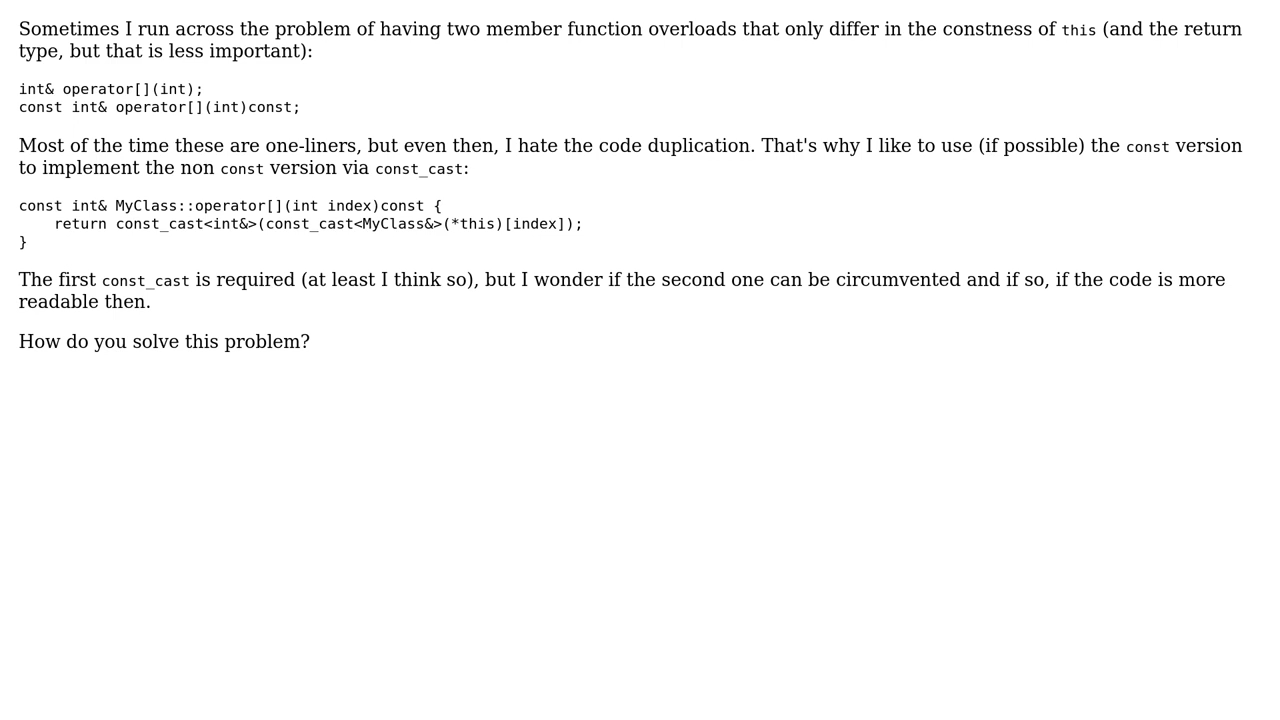 Sometimes I run across the problem of having two member function overloads that only differ in the constness of this (and the return
type, but that is less important):
int& operator[](int);
const int& operator[](int)const;
Most of the time these are one-liners, but even then, I hate the code duplication. That's why I like to use (if possible) the const version
to implement the non const version via const_cast:
const int& MyClass::operator[](int index)const {
    return const_cast<int&>(const_cast<MyClass&>(*this)[index]);
}
The first const_cast is required (at least I think so), but I wonder if the second one can be circumvented and if so, if the code is more
readable then.
How do you solve this problem?